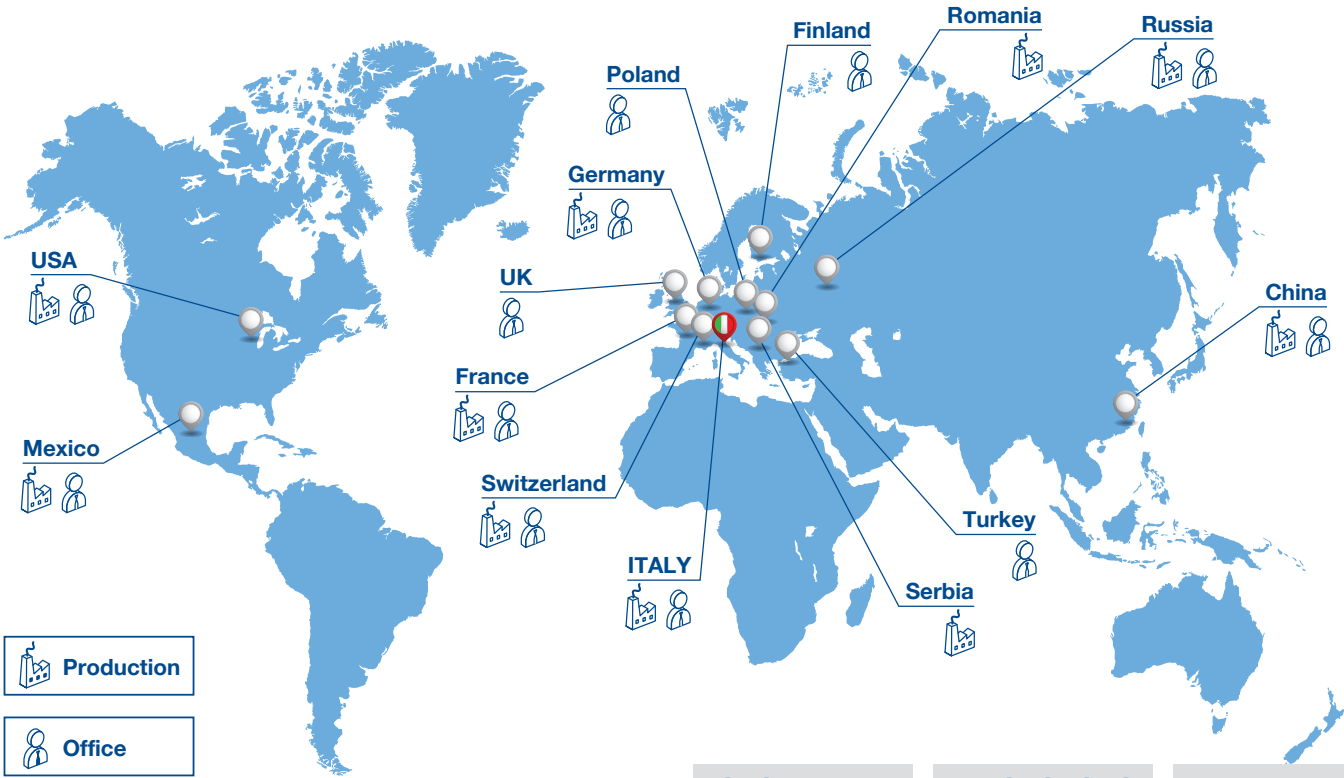 Romania
Finland
Russia
Poland
Germany
USA
UK
China
France
Mexico
Switzerland
Turkey
ITALY
Serbia
Production
Office